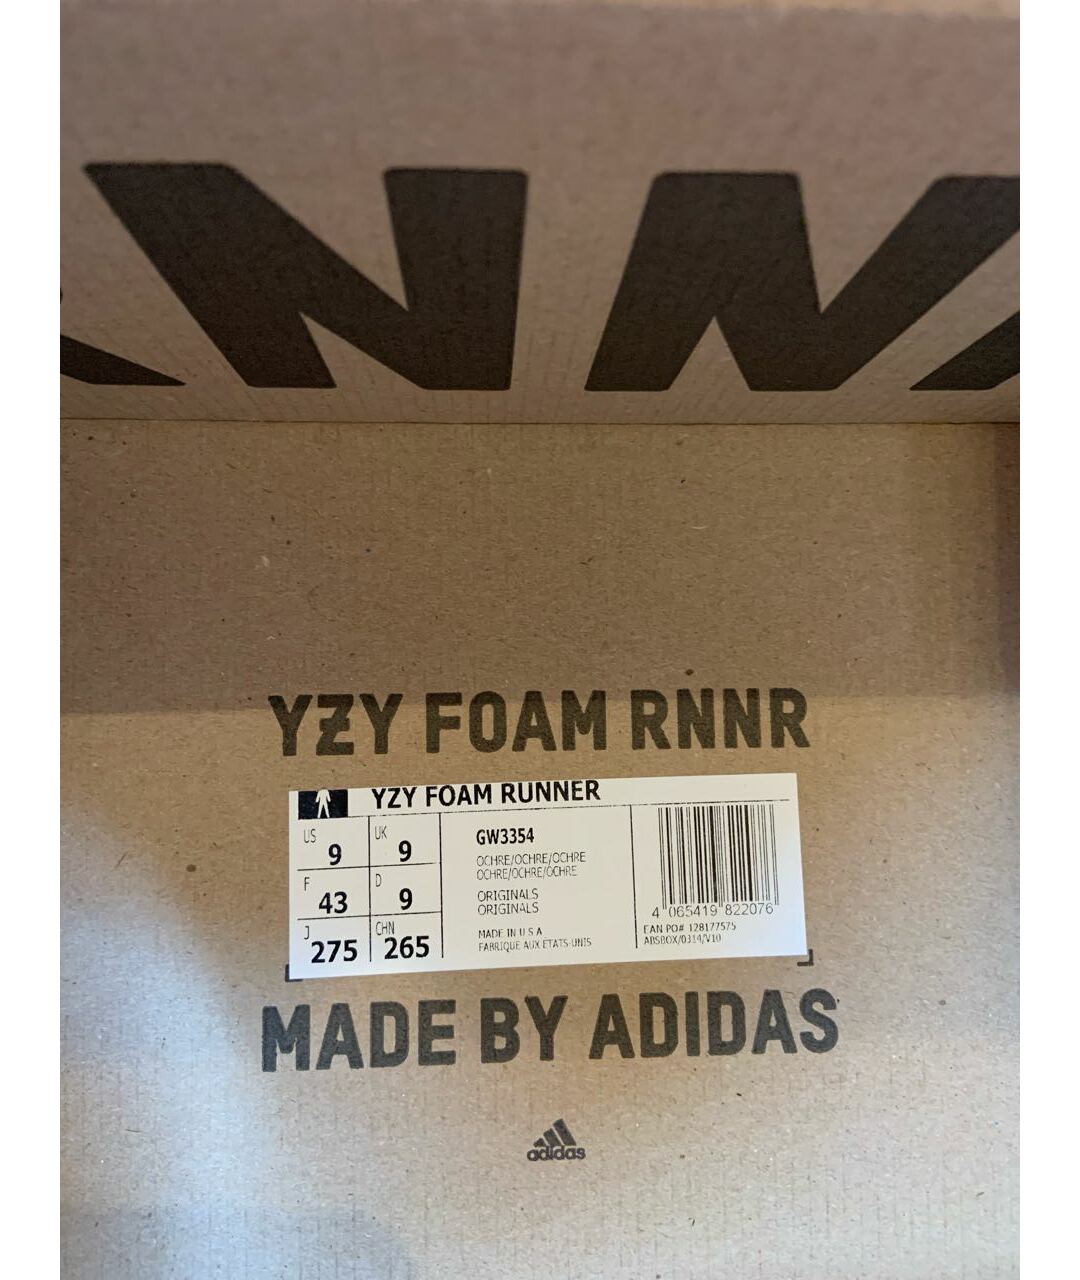 RNNR
YZY FOAM RNNR
YZY FOAM RUNNER
US 9 UK 9
F 43 D 9
J 275 CHN 265
GW3354
OCHRE/OCHRE/OCHRE
OCHRE/OCHRE/OCHRE
ORIGINALS
ORIGINALS
MADE IN U S A
FABRIQUE AUX ETATS-UNIS
4 065419 822076
EAN PO# 128177575
ABSBOX/0314/V10
MADE BY ADIDAS
adidas